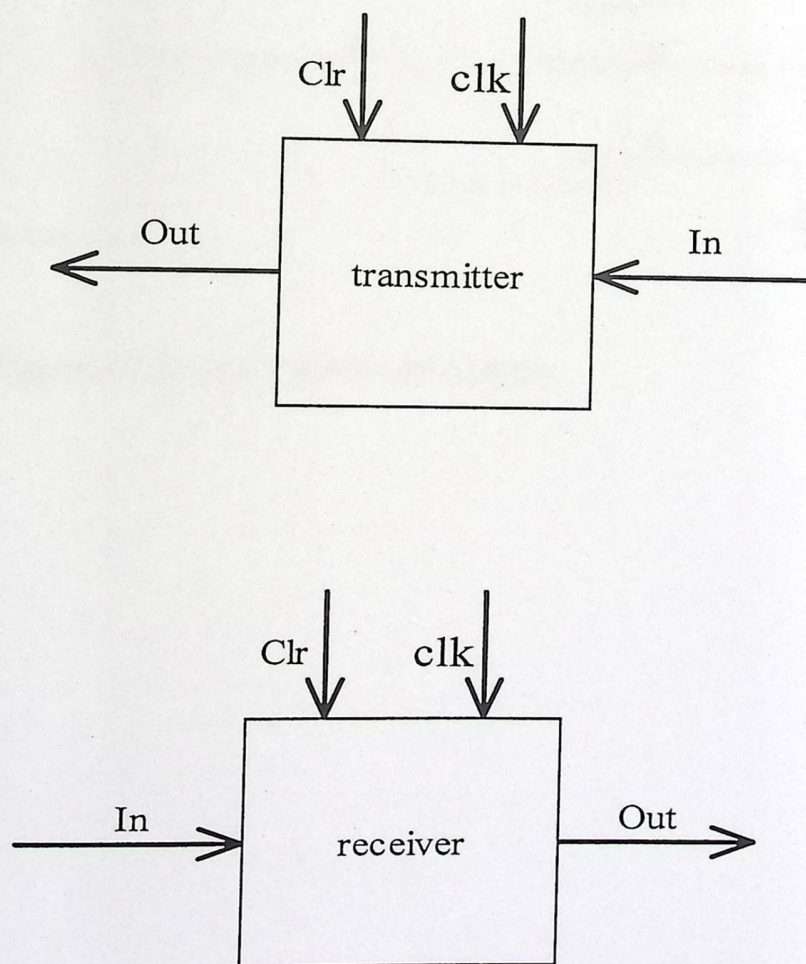 Clr clk
Out In
transmitter
Clr clk
In Out
receiver